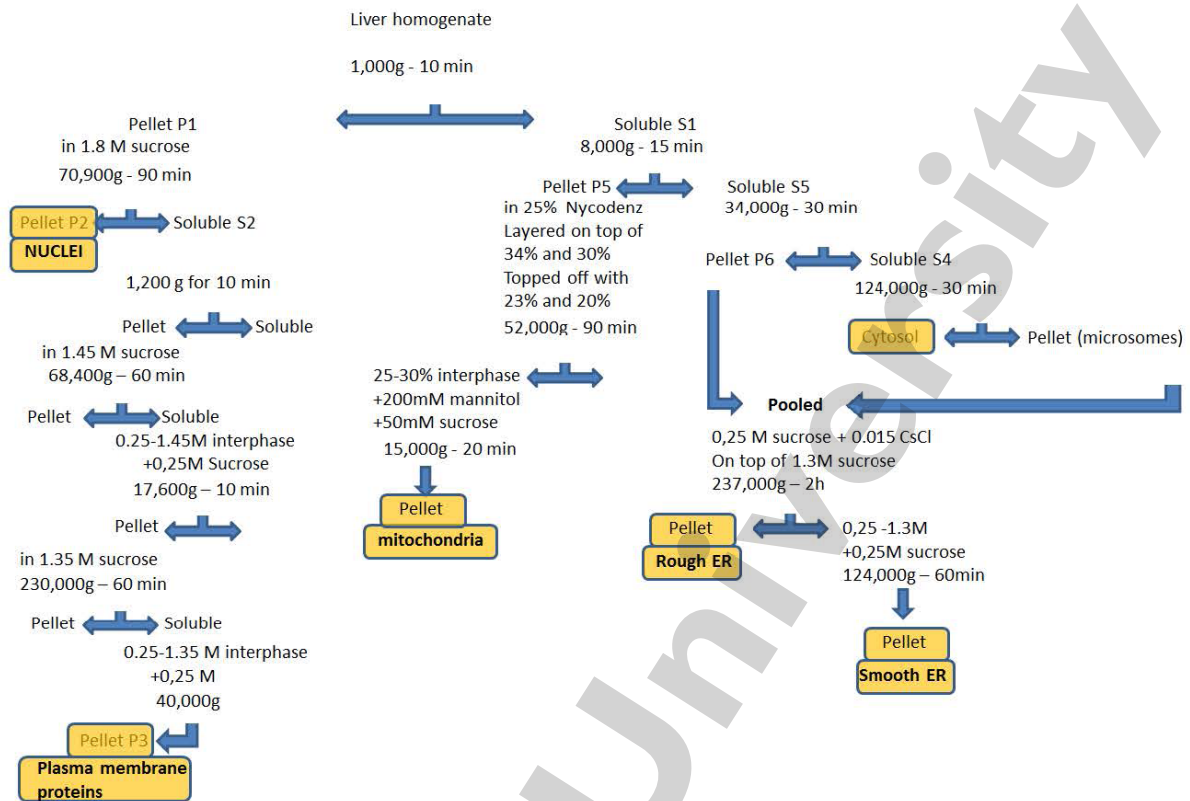 Liver homogenate
1,000g - 10 min
Pellet P1
in 1.8 M sucrose
70,900g - 90 min
Pellet P2
Soluble S2
NUCLEI
1,200 g for 10 min
Pellet
Soluble
in 1.45 M sucrose
68,400g – 60 min
Pellet
Soluble
0.25-1.45M interphase
+0,25M Sucrose
17,600g – 10 min
Pellet
in 1.35 M sucrose
230,000g – 60 min
Pellet
Soluble
0.25-1.35 M interphase
+0,25 M
40,000g
Pellet P3
Plasma membrane
proteins
Soluble S1
8,000g - 15 min
Pellet P5
in 25% Nycodenz
Layered on top of
34% and 30%
Topped off with
23% and 20%
52,000g - 90 min
25-30% interphase
+200mM mannitol
+50mM sucrose
15,000g - 20 min
Pellet
mitochondria
Soluble S5
34,000g - 30 min
Pellet P6
Soluble S4
124,000g - 30 min
Cytosol
Pellet (microsomes)
Pooled
0,25 M sucrose + 0.015 CsCl
On top of 1.3M sucrose
237,000g – 2h
Pellet
Rough ER
0,25 -1.3M
+0,25M sucrose
124,000g – 60min
Pellet
Smooth ER
University